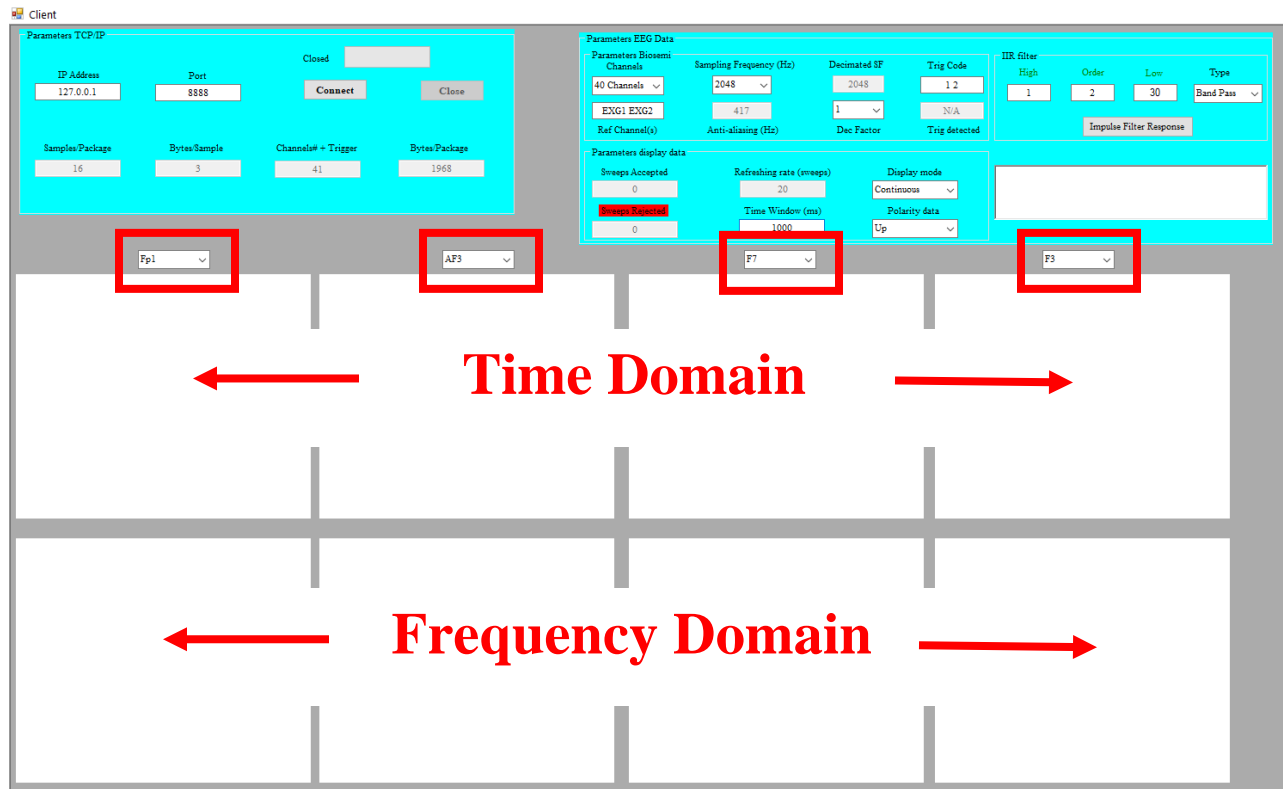 Client
Parameters TCP/IP
Closed
IP Address
Port
127.0.0.1
8888
Connect
Close
Samples/Package
Bytes/Sample
Channels# + Trigger
Bytes/Package
16
3
41
1968
Parameters EEG Data
Parameters Biosemi
Channels
Sampling Frequency (Hz)
Decimated SF
Trig Code
40 Channels
2048
2048
1 2
EXG1 EXG2
417
1
N/A
Ref Channel(s)
Anti-aliasing (Hz)
Dec Factor
Trig detected
IIR filter
High
Order
Low
Type
1
2
30
Band Pass
Impulse Filter Response
Parameters display data
Sweeps Accepted
Refreshing rate (sweeps)
Display mode
0
20
Continuous
Sweeps Rejected
Time Window (ms)
Polarity data
0
1000
Up
Fp1
AF3
F7
F3
Time Domain
Frequency Domain